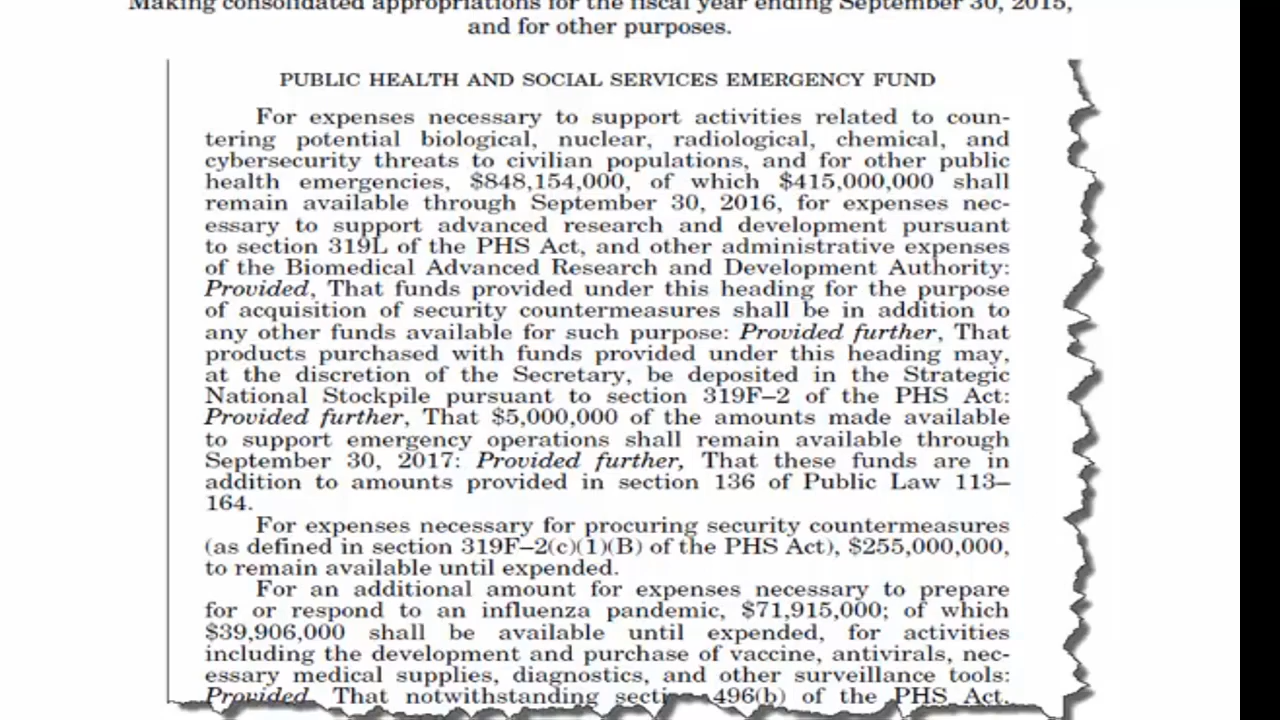 Making consolidated appropriations for the fiscal year ending September 30, 2015,
and for other purposes.
PUBLIC HEALTH AND SOCIAL SERVICES EMERGENCY FUND
For expenses necessary to support activities related to coun-
tering potential biological, nuclear, radiological, chemical, and
cybersecurity threats to civilian populations, and for other public
health emergencies, $848,154,000, of which $415,000,000 shall
remain available through September 30, 2016, for expenses nec-
essary to support advanced research and development pursuant
to section 319L of the PHS Act, and other administrative expenses
of the Biomedical Advanced Research and Development Authority:
Provided, That funds provided under this heading for the purpose
of acquisition of security countermeasures shall be in addition to
any other funds available for such purpose: Provided further, That
products purchased with funds provided under this heading may,
at the discretion of the Secretary, be deposited in the Strategic
National Stockpile pursuant to section 319F–2 of the PHS Act:
Provided further, That $5,000,000 of the amounts made available
to support emergency operations shall remain available through
September 30, 2017: Provided further, That these funds are in
addition to amounts provided in section 136 of Public Law 113–
164.
For expenses necessary for procuring security countermeasures
(as defined in section 319F–2(c)(1)(B) of the PHS Act), $255,000,000,
to remain available until expended.
For an additional amount for expenses necessary to prepare
for or respond to an influenza pandemic, $71,915,000; of which
$39,906,000 shall be available until expended, for activities
including the development and purchase of vaccine, antivirals, nec-
essary medical supplies, diagnostics, and other surveillance tools:
Provided, That notwithstanding section 496(b) of the PHS Act,